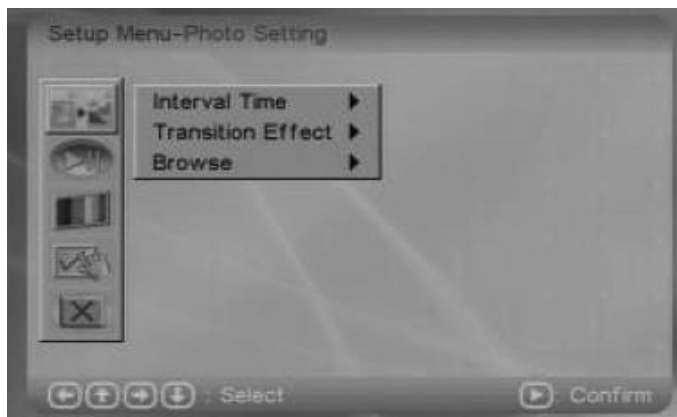 Setup Menu-Photo Setting
Interval Time
Transition Effect
Browse
: Select
: Confirm